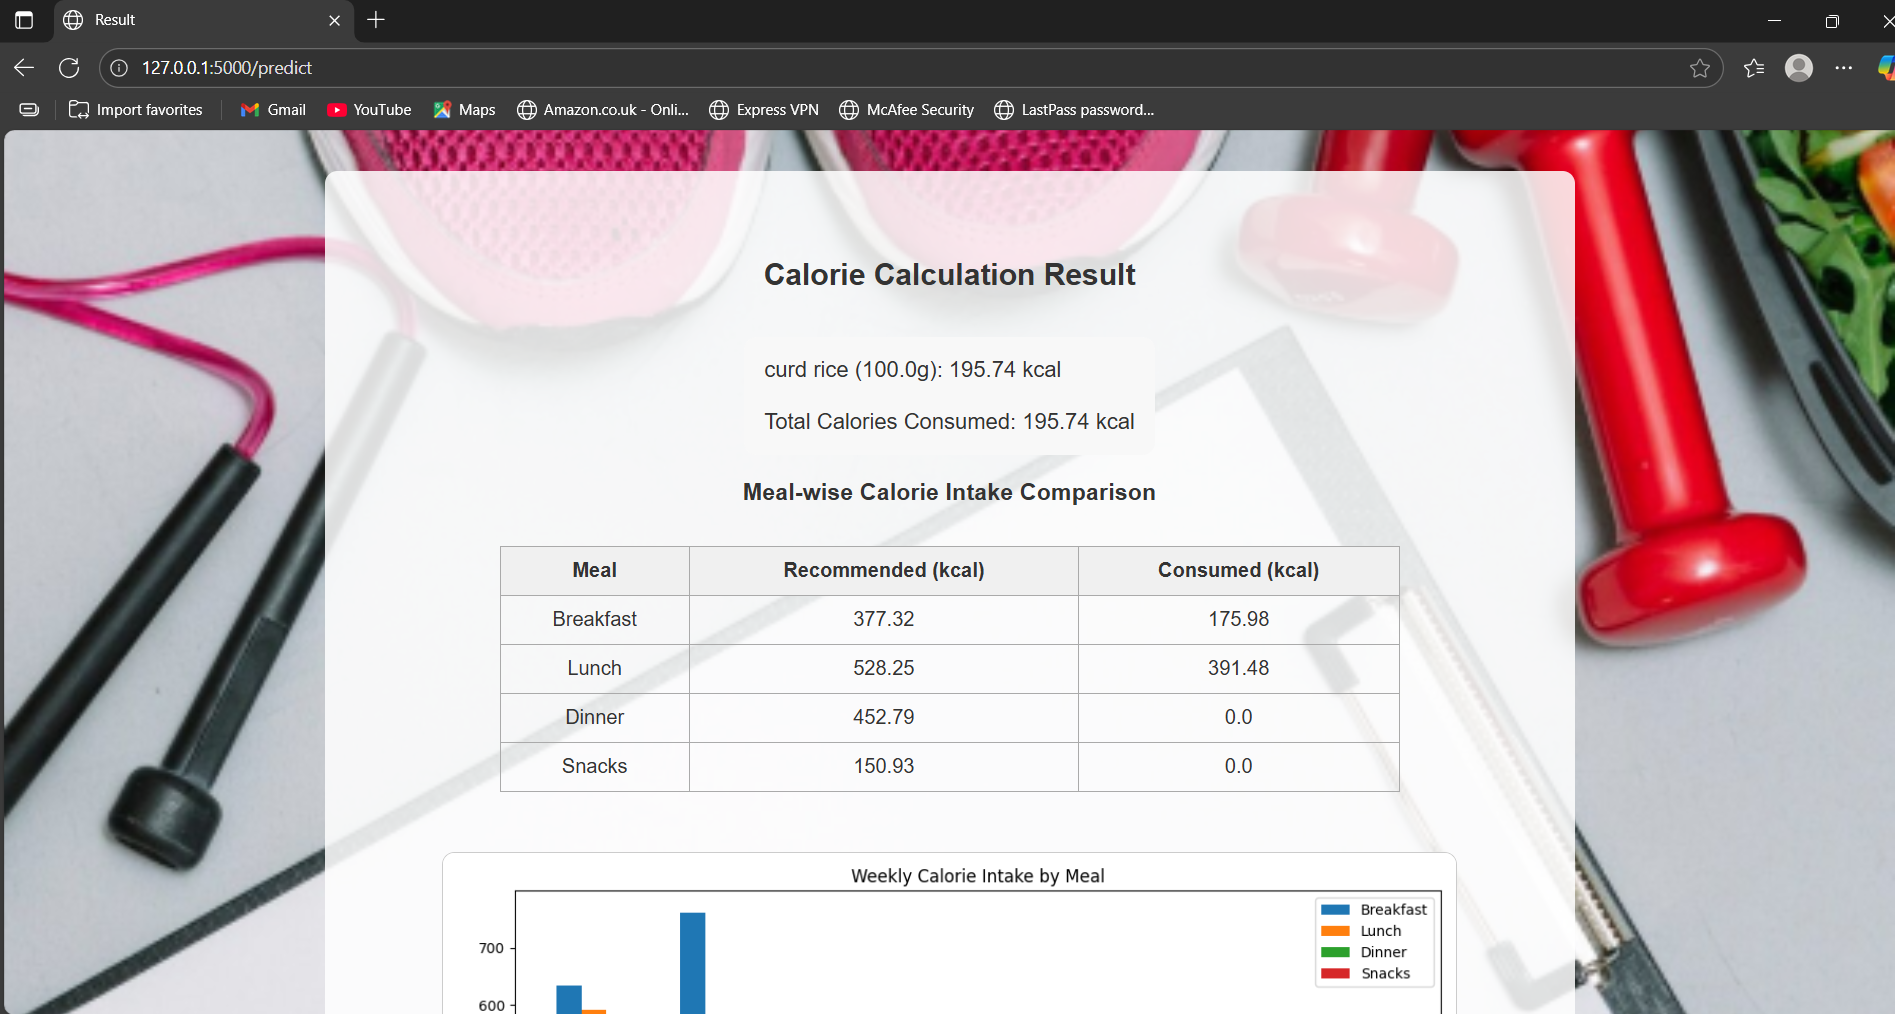 Result
127.0.0.1:5000/predict
Import favorites Gmail YouTube Maps Amazon.co.uk - Onli... Express VPN McAfee Security LastPass password...
Calorie Calculation Result
curd rice (100.0g): 195.74 kcal
Total Calories Consumed: 195.74 kcal
Meal-wise Calorie Intake Comparison
Meal Recommended (kcal) Consumed (kcal)
Breakfast 377.32 175.98
Lunch 528.25 391.48
Dinner 452.79 0.0
Snacks 150.93 0.0
Weekly Calorie Intake by Meal
Breakfast
Lunch
Dinner
Snacks
700
600